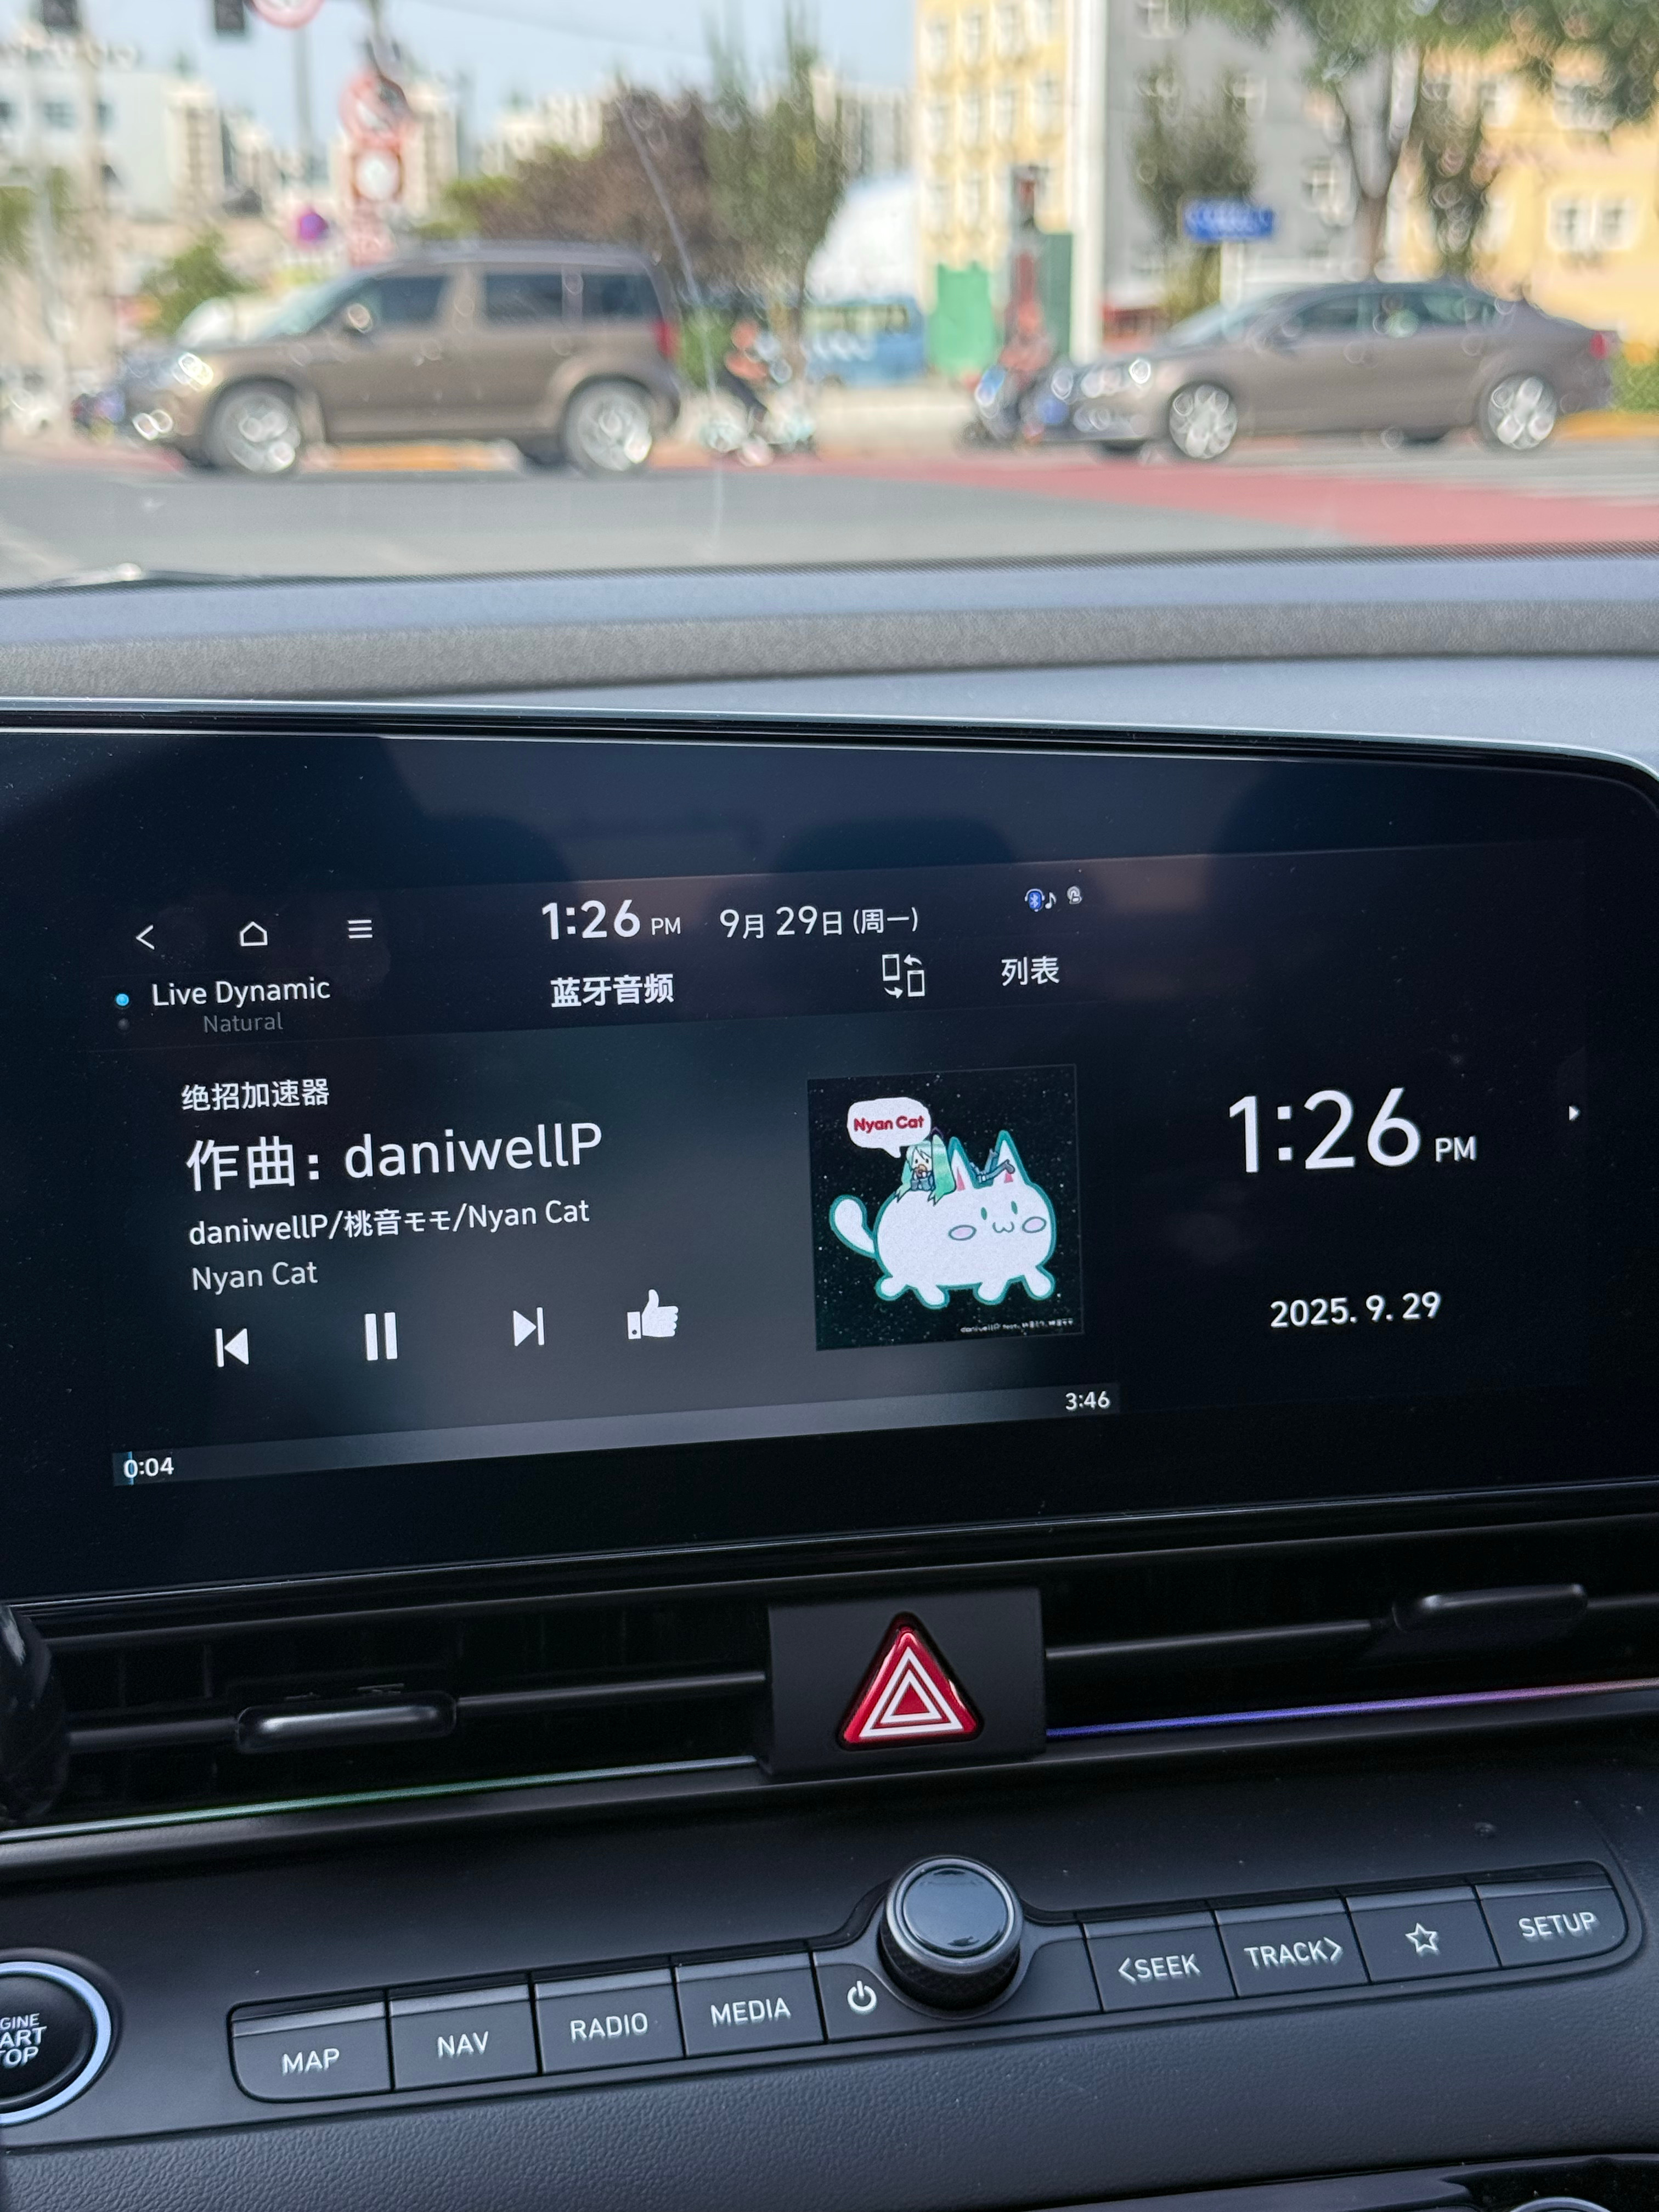 1:26 PM 9月 29日 (周一)
Live Dynamic
Natural
蓝牙音频
列表
绝招加速器
作曲: daniwellP
daniwellP/桃音モモ/Nyan Cat
Nyan Cat
Nyan Cat
0:04
3:46
1:26 PM
2025. 9. 29
MAP
NAV
RADIO
MEDIA
<SEEK
TRACK>
SETUP